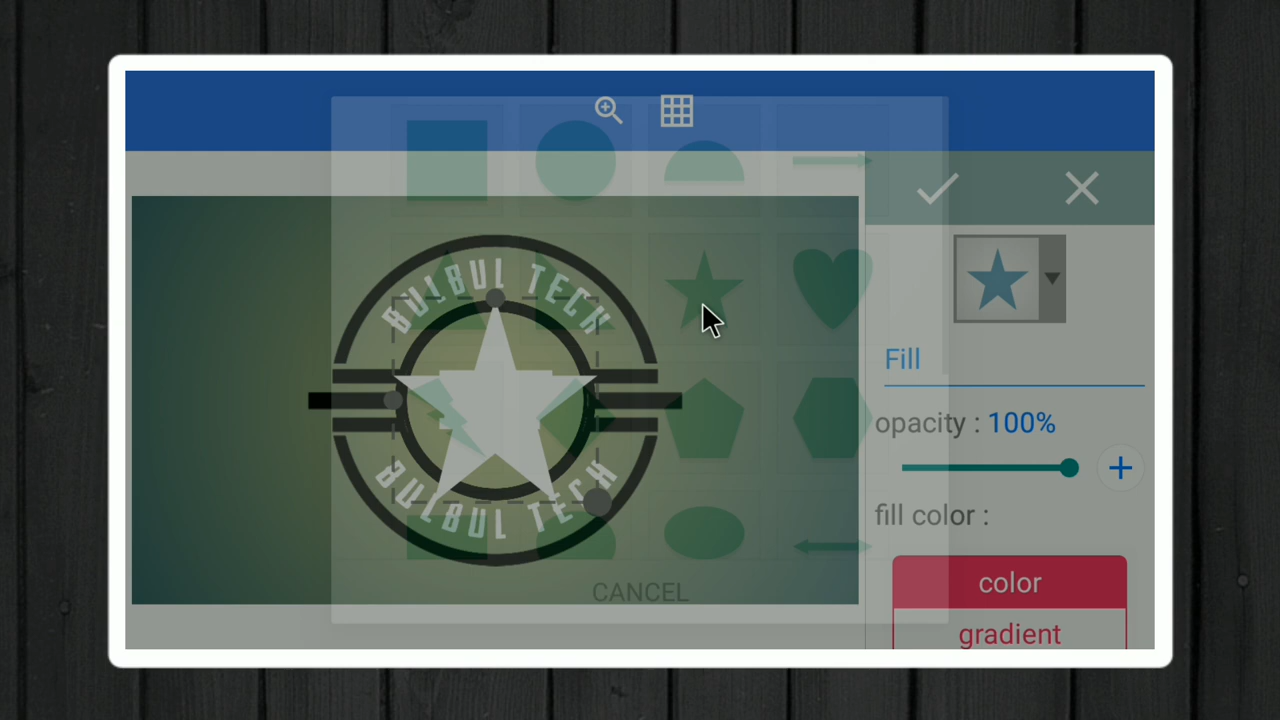 BULBUL TECH
BULBUL TECH
Fill
opacity : 100%
fill color :
color
gradient
CANCEL